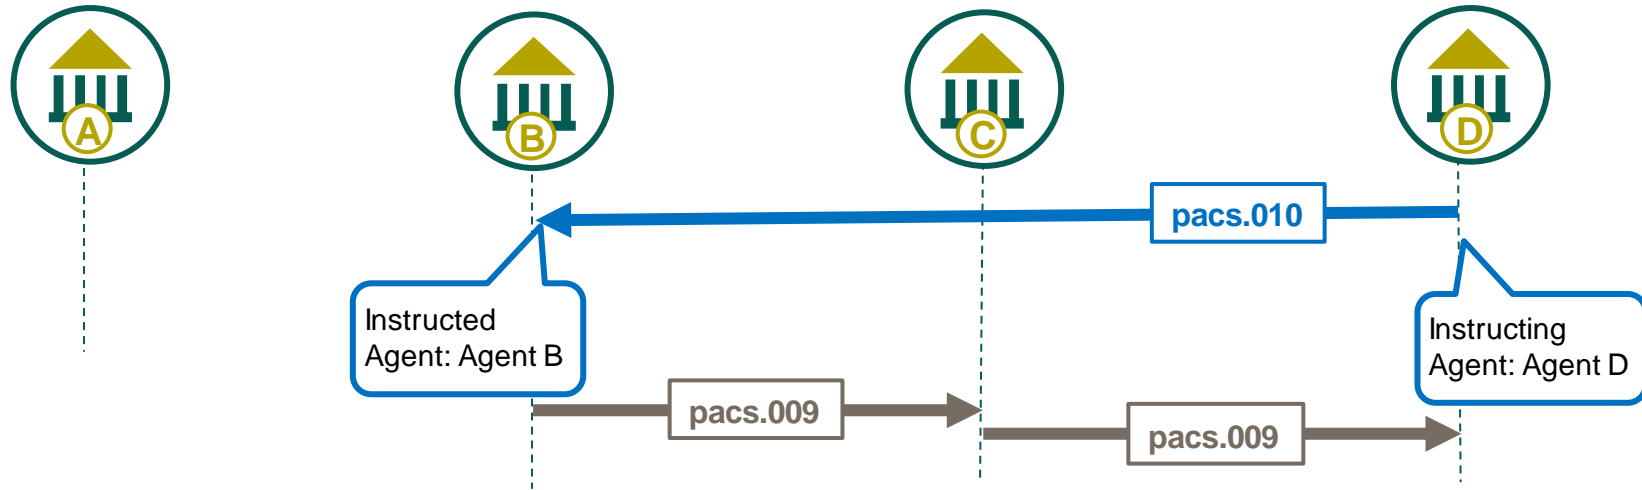 A
B
C
D
pacs.010
Instructed
Agent: Agent B
Instructing
Agent: Agent D
pacs.009
pacs.009